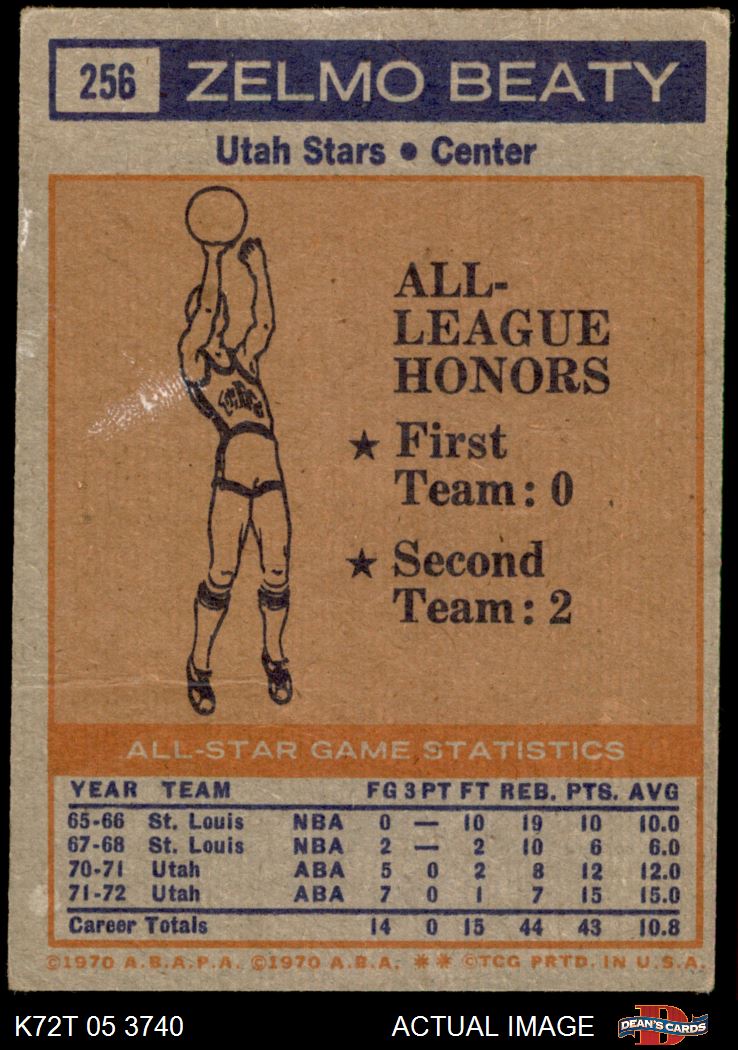 256 ZELMO BEATY
Utah Stars • Center
ALL-
LEAGUE
HONORS
★ First
Team: 0
★ Second
Team: 2
ALL-STAR GAME STATISTICS
YEAR TEAM FG 3PT FT REB. PTS. AVG
65-66 St. Louis NBA 0 — 10 19 10 10.0
67-68 St. Louis NBA 2 — 2 10 6 6.0
70-71 Utah ABA 5 0 2 8 12 12.0
71-72 Utah ABA 7 0 1 7 15 15.0
Career Totals 14 0 15 44 43 10.8
©1970 A.B.A.P.A. ©1970 A.B.A. ** ©TCG PRTD. IN U.S.A.
K72T 05 3740 ACTUAL IMAGE DEAN'S CARDS